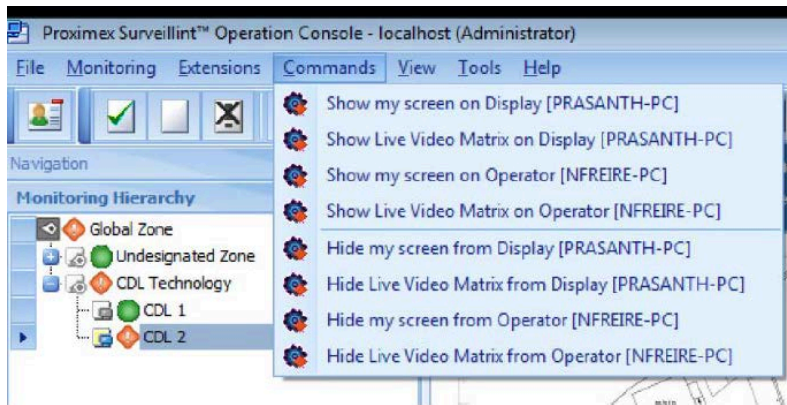 Proximex Surveillint™ Operation Console - localhost (Administrator)
File Monitoring Extensions Commands View Tools Help
Show my screen on Display [PRASANTH-PC]
Show Live Video Matrix on Display [PRASANTH-PC]
Show my screen on Operator [NFREIRE-PC]
Show Live Video Matrix on Operator [NFREIRE-PC]
Hide my screen from Display [PRASANTH-PC]
Hide Live Video Matrix from Display [PRASANTH-PC]
Hide my screen from Operator [NFREIRE-PC]
Hide Live Video Matrix from Operator [NFREIRE-PC]
Navigation
Monitoring Hierarchy
Global Zone
Undesignated Zone
CDL Technology
CDL 1
CDL 2